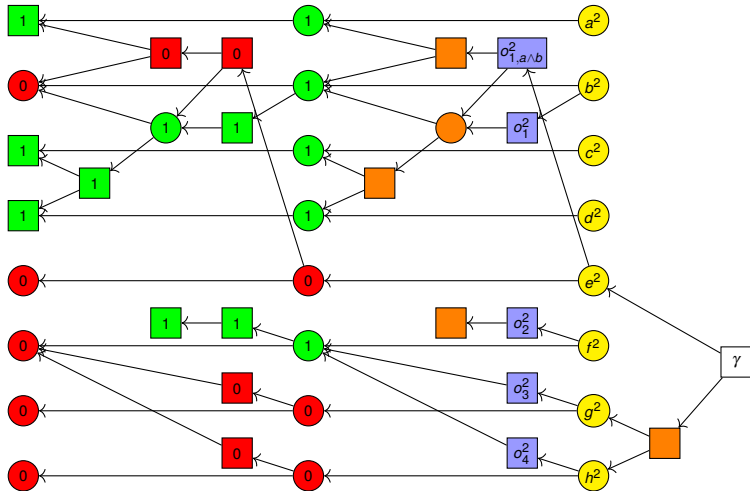 1 1 a²
0 0 o²₁,ₐ∧b
0 1 b²
1 1 o²₁
1 1 c²
1
1 1 d²
0 0 e²
1 1 o²₂
0 1 f²
γ
0 o²₃
0 0 g²
0 o²₄
0 0 h²